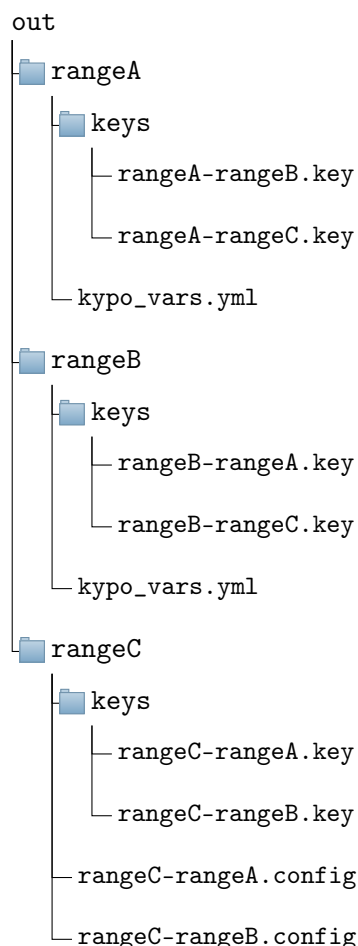 out
rangeA
keys
rangeA-rangeB.key
rangeA-rangeC.key
kypo_vars.yml
rangeB
keys
rangeB-rangeA.key
rangeB-rangeC.key
kypo_vars.yml
rangeC
keys
rangeC-rangeA.key
rangeC-rangeB.key
rangeC-rangeA.config
rangeC-rangeB.config